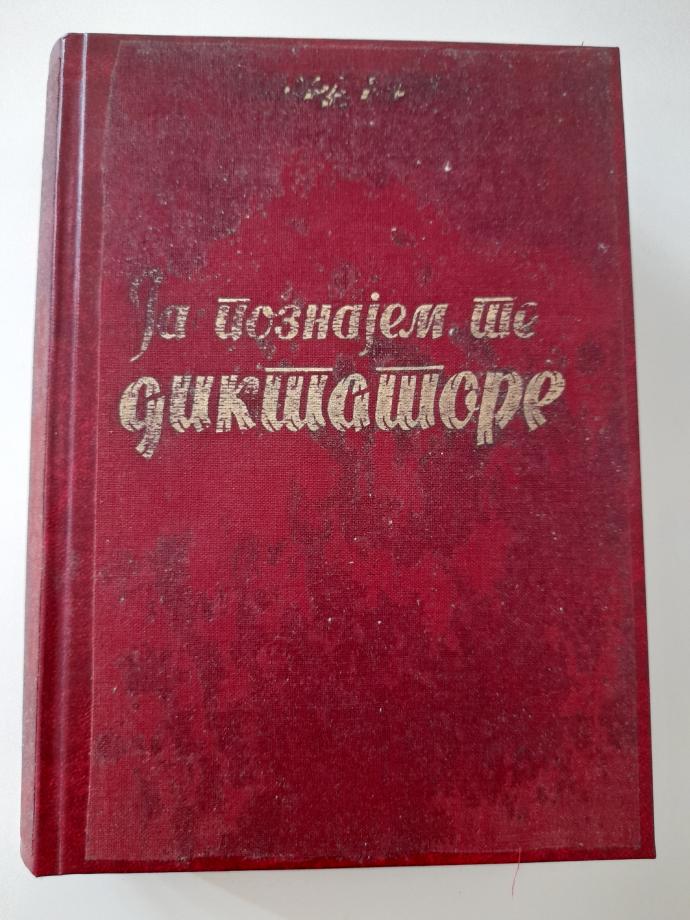 Ја познајем те
диктаторе